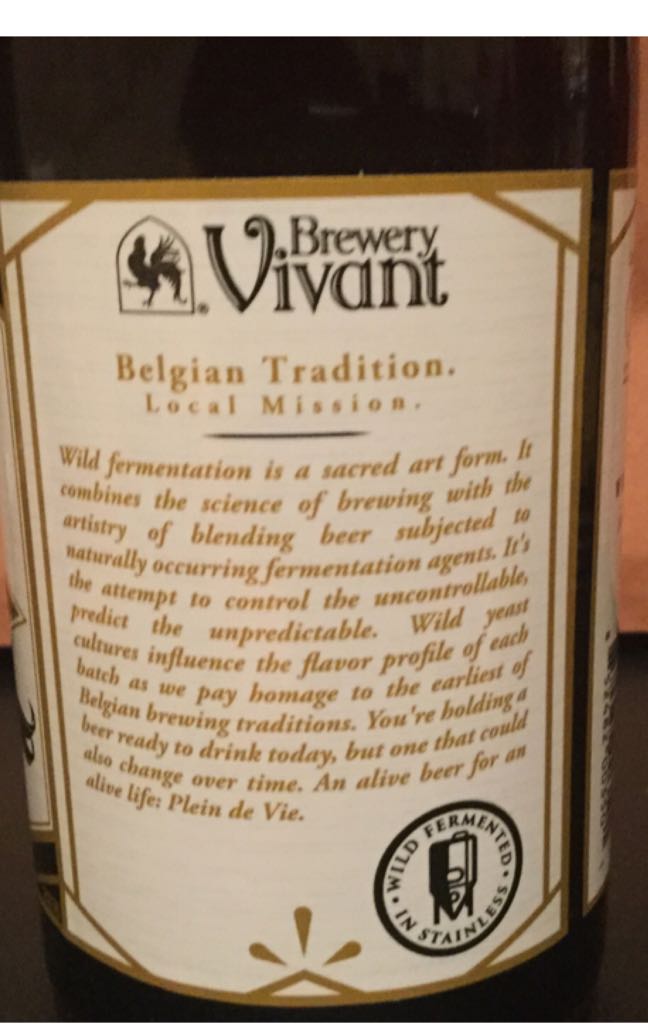 Brewery
Vivant
Belgian Tradition.
Local Mission.
Wild fermentation is a sacred art form. It
combines the science of brewing with the
artistry of blending beer subjected to
naturally occurring fermentation agents. It's
the attempt to control the uncontrollable,
predict the unpredictable. Wild yeast
cultures influence the flavor profile of each
batch as we pay homage to the earliest of
Belgian brewing traditions. You're holding a
beer ready to drink today, but one that could
also change over time. An alive beer for an
alive life: Plein de Vie.
• WILD FERMENTED •
IN STAINLESS